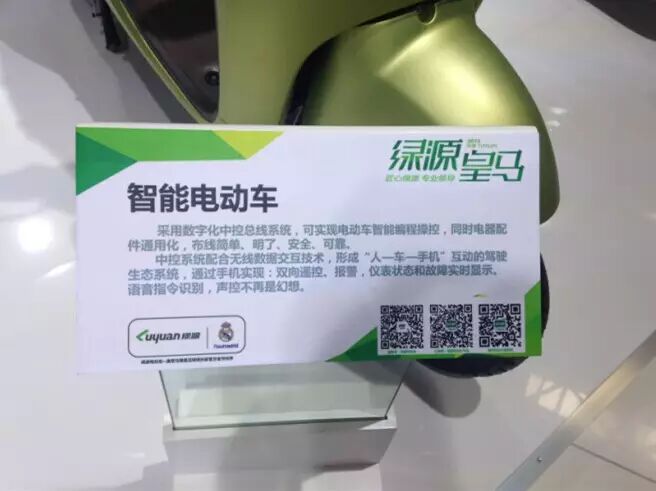 绿源
皇马
匠心保障 专业领导
智能电动车
采用数字化中控总线系统，可实现电动车智能编程操控，同时电器配
件通用化，布线简单、明了、安全、可靠。
中控系统配合无线数据交互技术，形成“人—车—手机”互动的驾驶
生态系统，通过手机实现：双向遥控、报警，仪表状态和故障实时显示。
语音指令识别，声控不再是幻想。
Luyuan 绿源